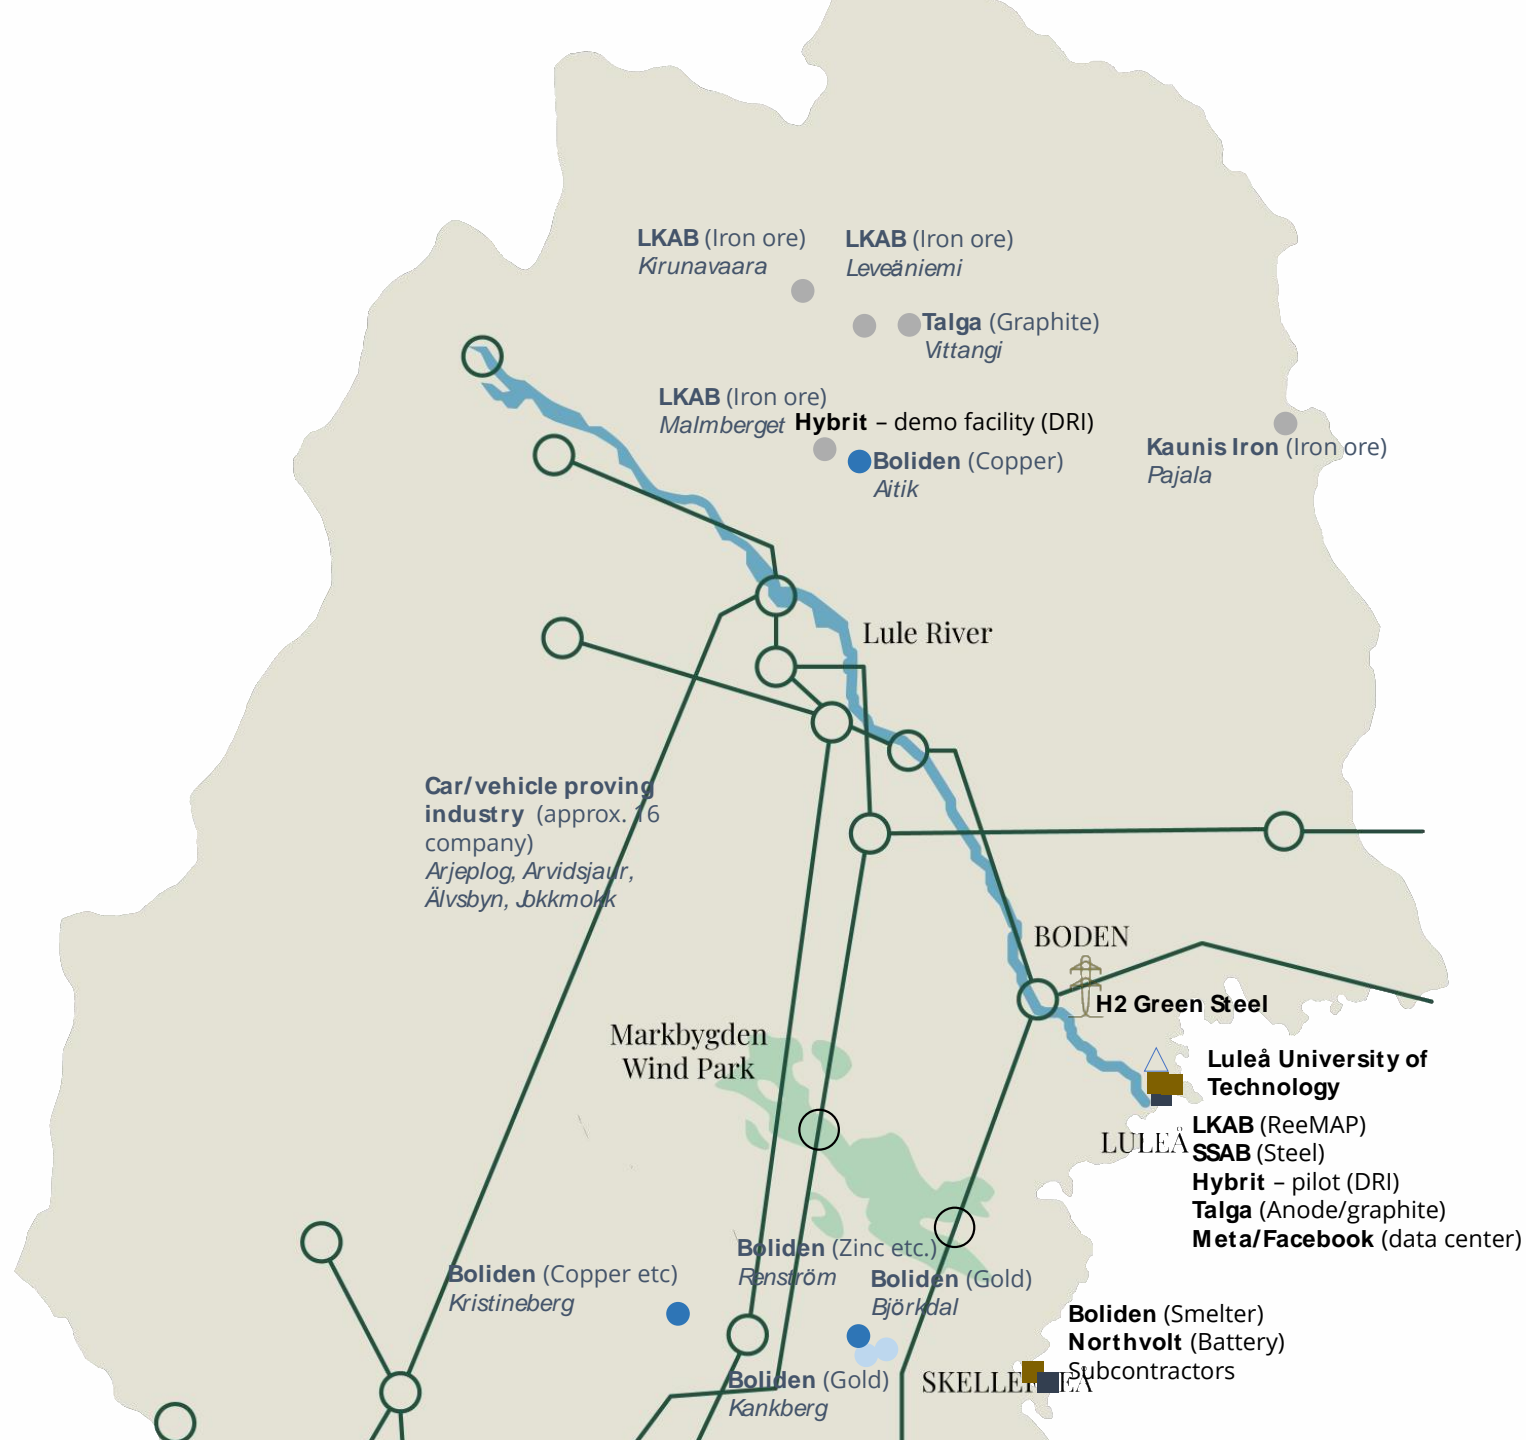 LKAB (Iron ore)
Kirunavaara
LKAB (Iron ore)
Leveäniemi
Talga (Graphite)
Vittangi
LKAB (Iron ore)
Malmberget
Hybrit – demo facility (DRI)
Boliden (Copper)
Aitik
Kaunis Iron (Iron ore)
Pajala
Lule River
Car/vehicle proving
industry (approx. 16
company)
Arjeplog, Arvidsjaur,
Älvsbyn, Jokkmokk
BODEN
H2 Green Steel
Markbygden
Wind Park
Luleå University of
Technology
LULEÅ
LKAB (ReeMAP)
SSAB (Steel)
Hybrit – pilot (DRI)
Talga (Anode/graphite)
Meta/Facebook (data center)
Boliden (Zinc etc.)
Renström
Boliden (Copper etc)
Kristineberg
Boliden (Gold)
Björkdal
Boliden (Smelter)
Northvolt (Battery)
Subcontractors
SKELLEFTEÅ
Boliden (Gold)
Kankberg